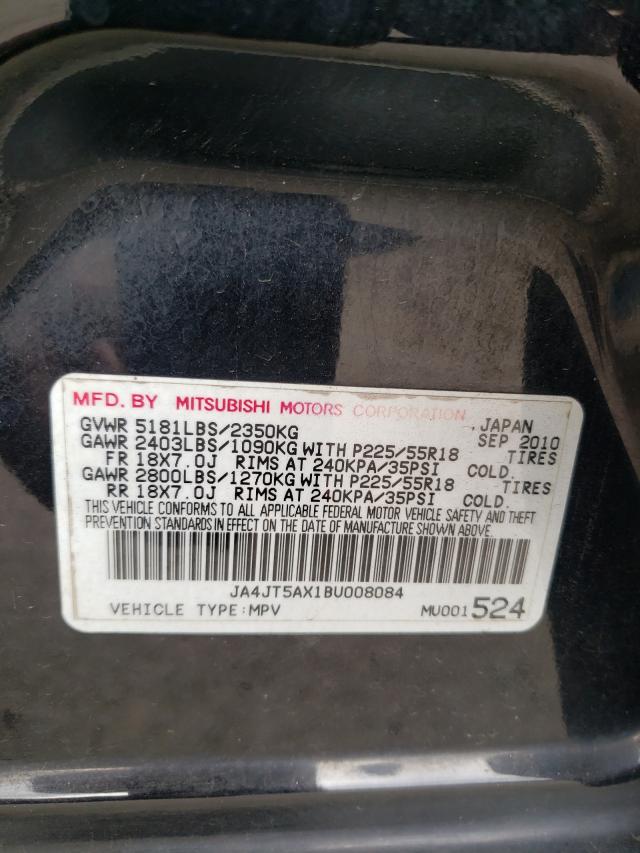 MFD. BY MITSUBISHI MOTORS CORPORATION, JAPAN
GVWR 5181LBS/2350KG SEP 2010
GAWR 2403LBS/1090KG WITH P225/55R18 TIRES
FR 18X7.0J RIMS AT 240KPA/35PSI COLD.
GAWR 2800LBS/1270KG WITH P225/55R18 TIRES
RR 18X7.0J RIMS AT 240KPA/35PSI COLD.
THIS VEHICLE CONFORMS TO ALL APPLICABLE FEDERAL MOTOR VEHICLE SAFETY AND THEFT
PREVENTION STANDARDS IN EFFECT ON THE DATE OF MANUFACTURE SHOWN ABOVE.
JA4JT5AX1BU008084
VEHICLE TYPE:MPV MU001524